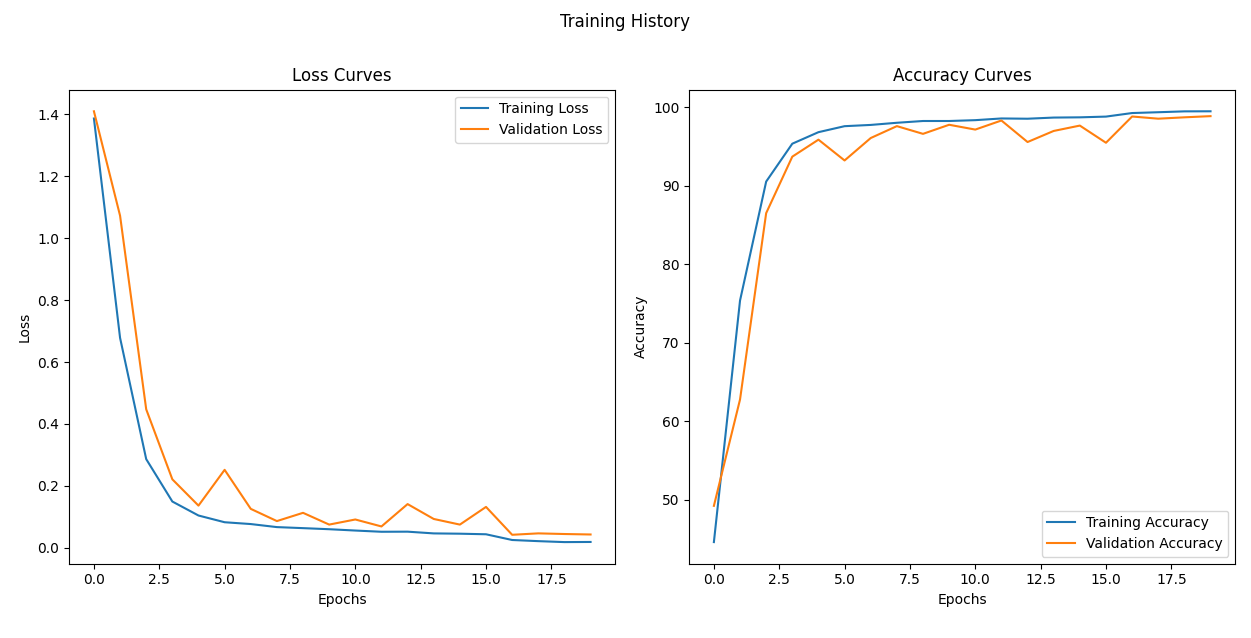 Training History
Loss Curves
1.4
1.2
1.0
0.8
0.6
0.4
0.2
0.0
Loss
Training Loss
Validation Loss
0.0 2.5 5.0 7.5 10.0 12.5 15.0 17.5
Epochs
Accuracy Curves
100
90
80
70
60
50
Accuracy
Training Accuracy
Validation Accuracy
0.0 2.5 5.0 7.5 10.0 12.5 15.0 17.5
Epochs